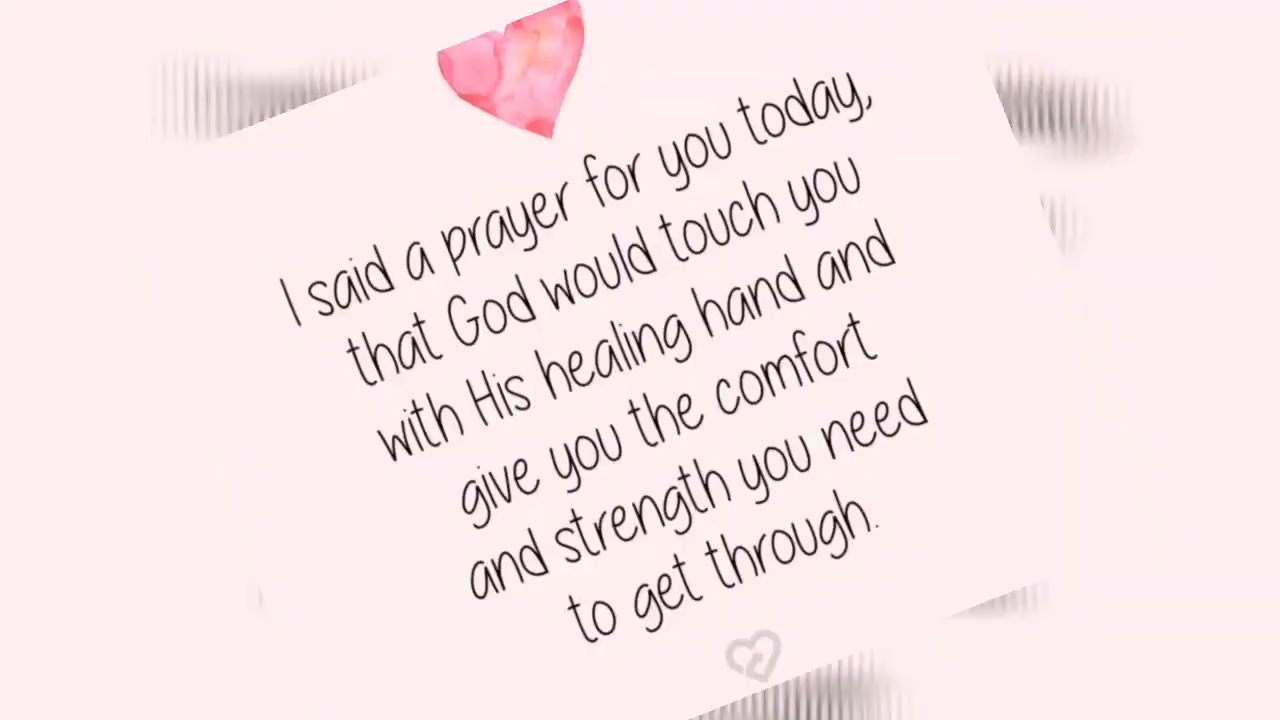 I said a prayer for you today,
that God would touch you
with His healing hand and
give you the comfort
and strength you need
to get through.